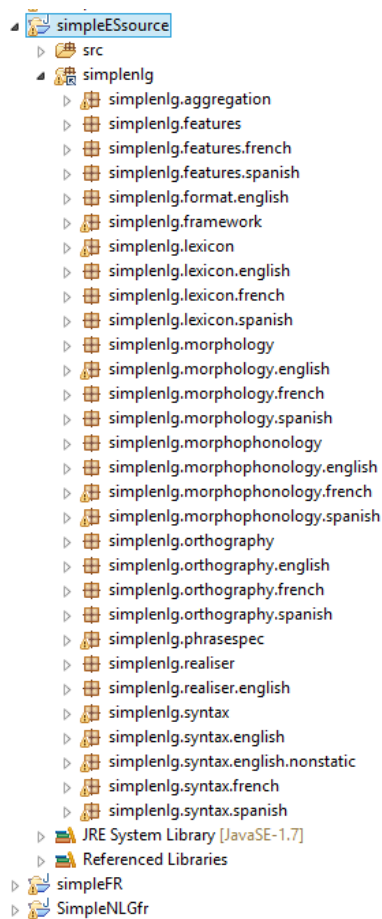 simpleESsource
src
simplenlg
simplenlg.aggregation
simplenlg.features
simplenlg.features.french
simplenlg.features.spanish
simplenlg.format.english
simplenlg.framework
simplenlg.lexicon
simplenlg.lexicon.english
simplenlg.lexicon.french
simplenlg.lexicon.spanish
simplenlg.morphology
simplenlg.morphology.english
simplenlg.morphology.french
simplenlg.morphology.spanish
simplenlg.morphophonology
simplenlg.morphophonology.english
simplenlg.morphophonology.french
simplenlg.morphophonology.spanish
simplenlg.orthography
simplenlg.orthography.english
simplenlg.orthography.french
simplenlg.orthography.spanish
simplenlg.phrasespec
simplenlg.realiser
simplenlg.realiser.english
simplenlg.syntax
simplenlg.syntax.english
simplenlg.syntax.english.nonstatic
simplenlg.syntax.french
simplenlg.syntax.spanish
JRE System Library [JavaSE-1.7]
Referenced Libraries
simpleFR
SimpleNLGfr